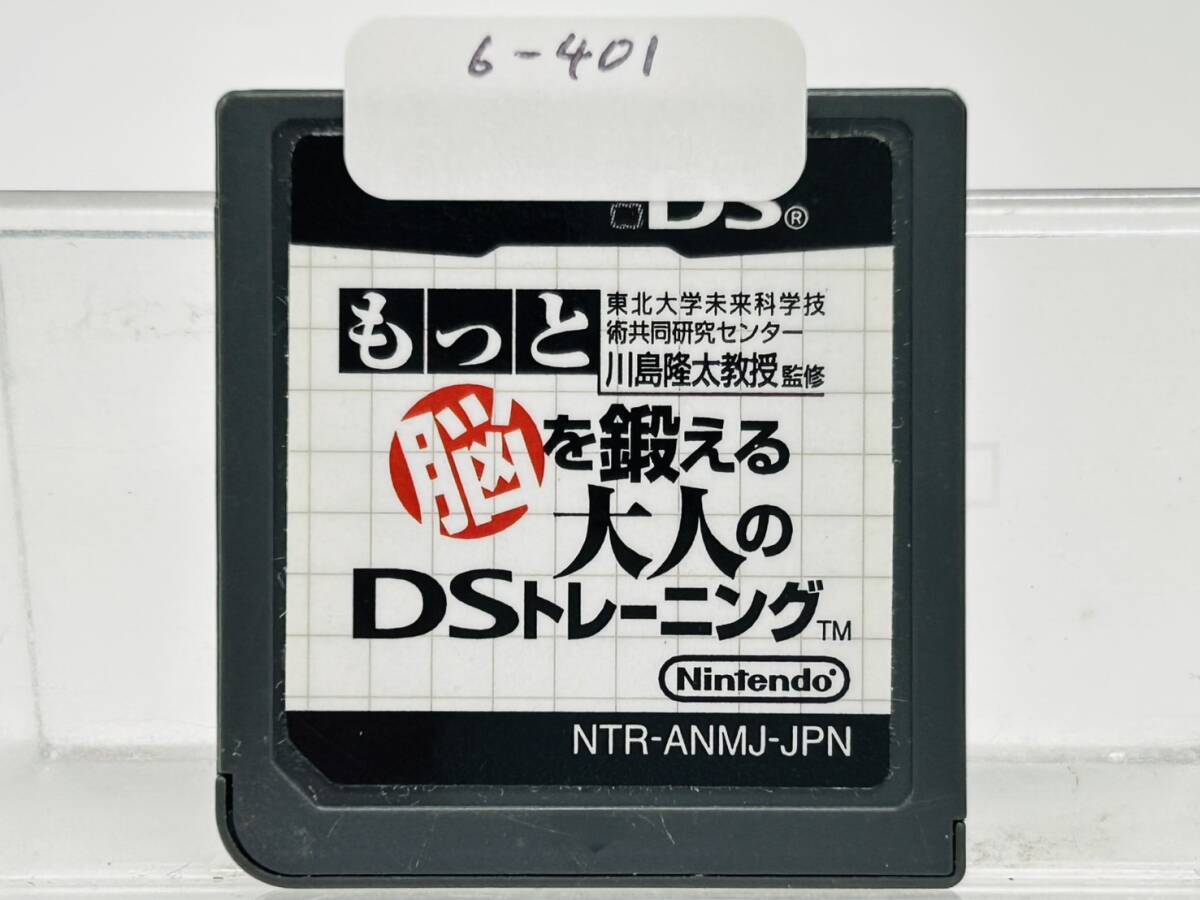 6-401
DS®
もっと
東北大学未来科学技
術共同研究センター
川島隆太教授監修
脳を鍛える
大人の
DSトレーニング™
Nintendo®
NTR-ANMJ-JPN